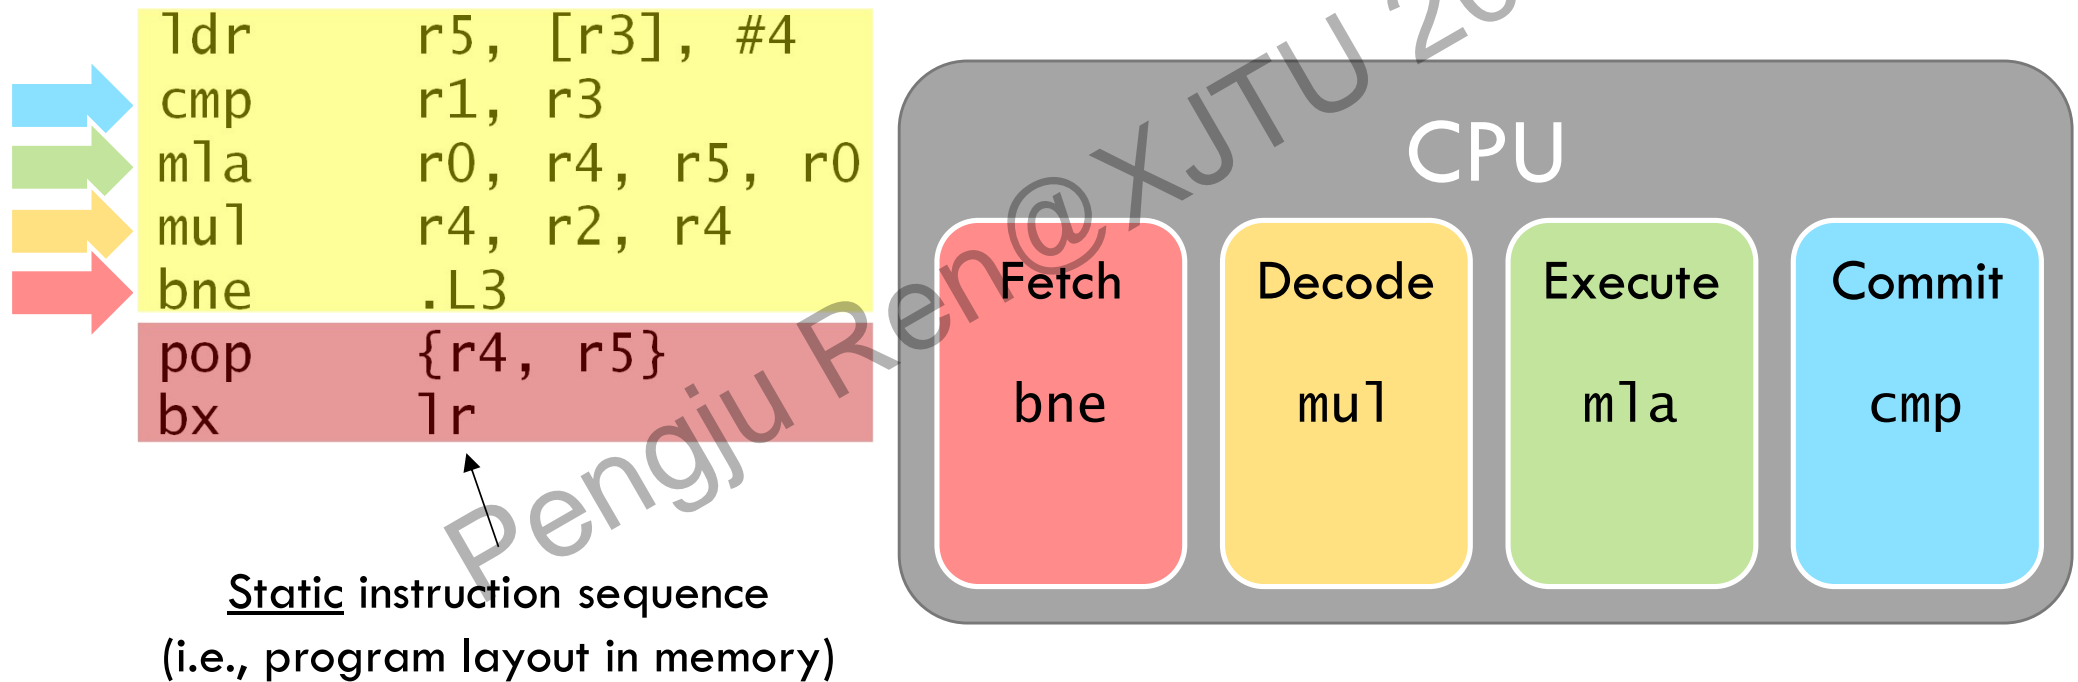 ldr r5, [r3], #4
cmp r1, r3
mla r0, r4, r5, r0
mul r4, r2, r4
bne .L3
pop {r4, r5}
bx lr
Static instruction sequence
(i.e., program layout in memory)
CPU
Fetch Decode Execute Commit
bne mul mla cmp
Pengju Ren@XJTU